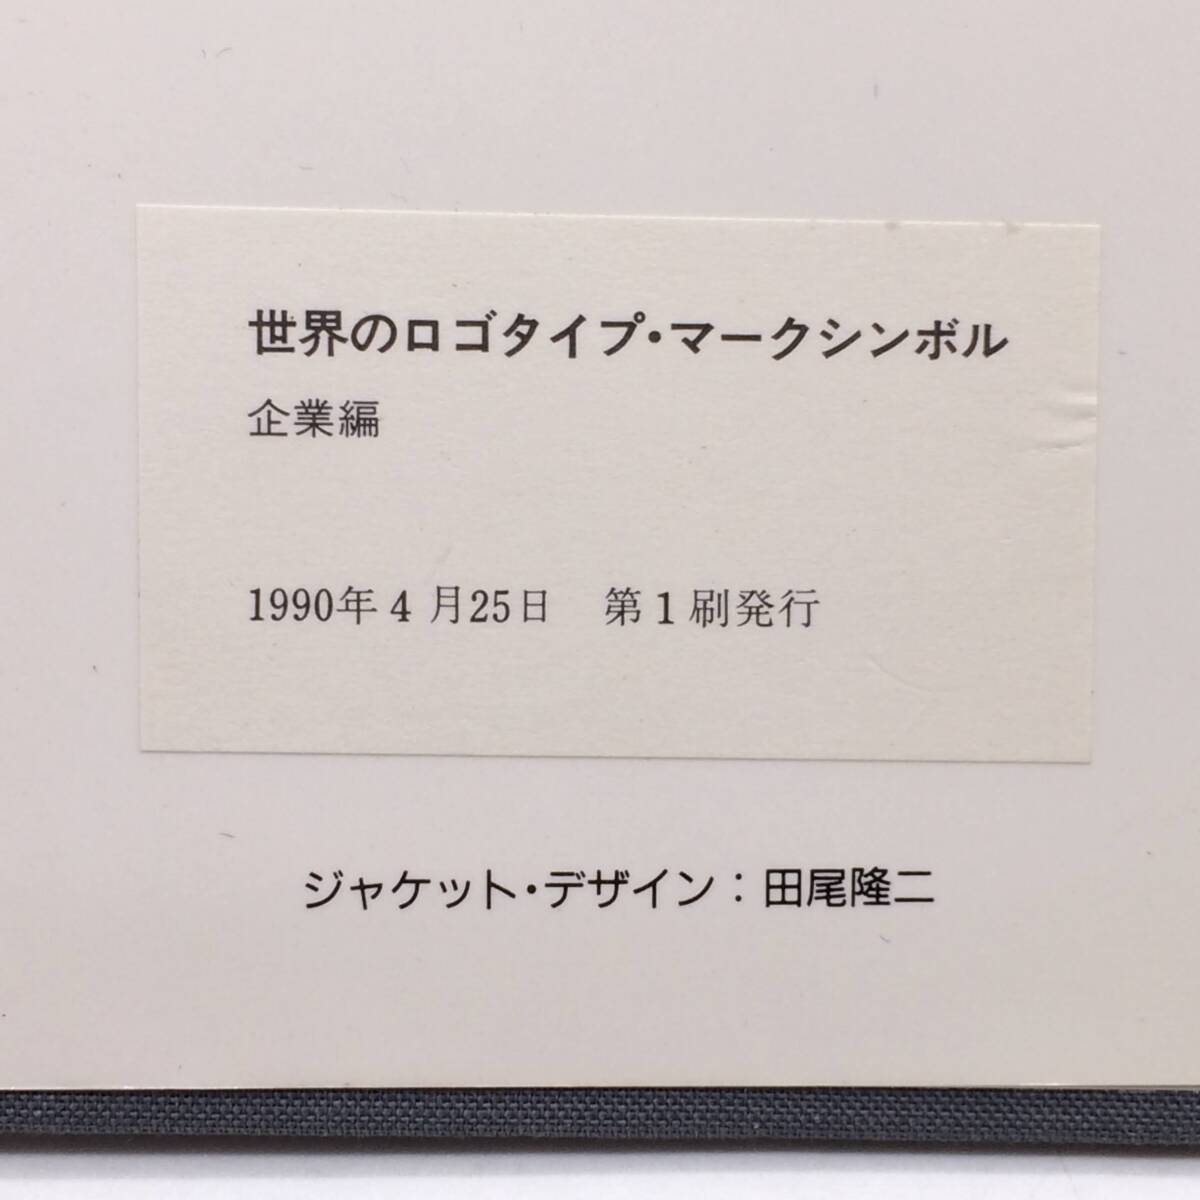 世界のロゴタイプ・マークシンボル
企業編
1990年4月25日　第1刷発行
ジャケット・デザイン：田尾隆二